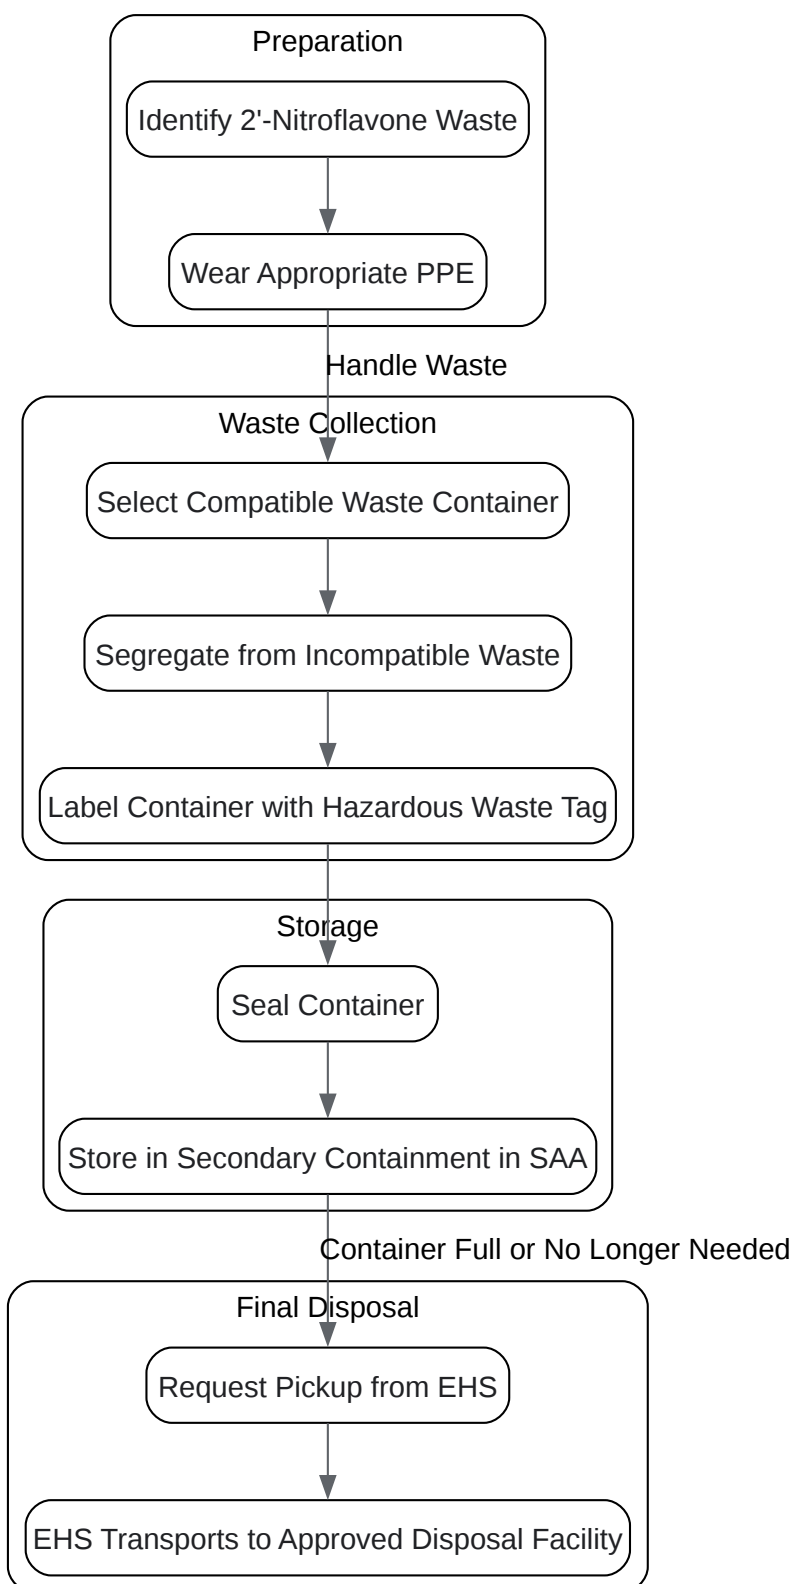 Preparation
Identify 2'-Nitroflavone Waste
Wear Appropriate PPE
Handle Waste
Waste Collection
Select Compatible Waste Container
Segregate from Incompatible Waste
Label Container with Hazardous Waste Tag
Storage
Seal Container
Store in Secondary Containment in SAA
Container Full or No Longer Needed
Final Disposal
Request Pickup from EHS
EHS Transports to Approved Disposal Facility